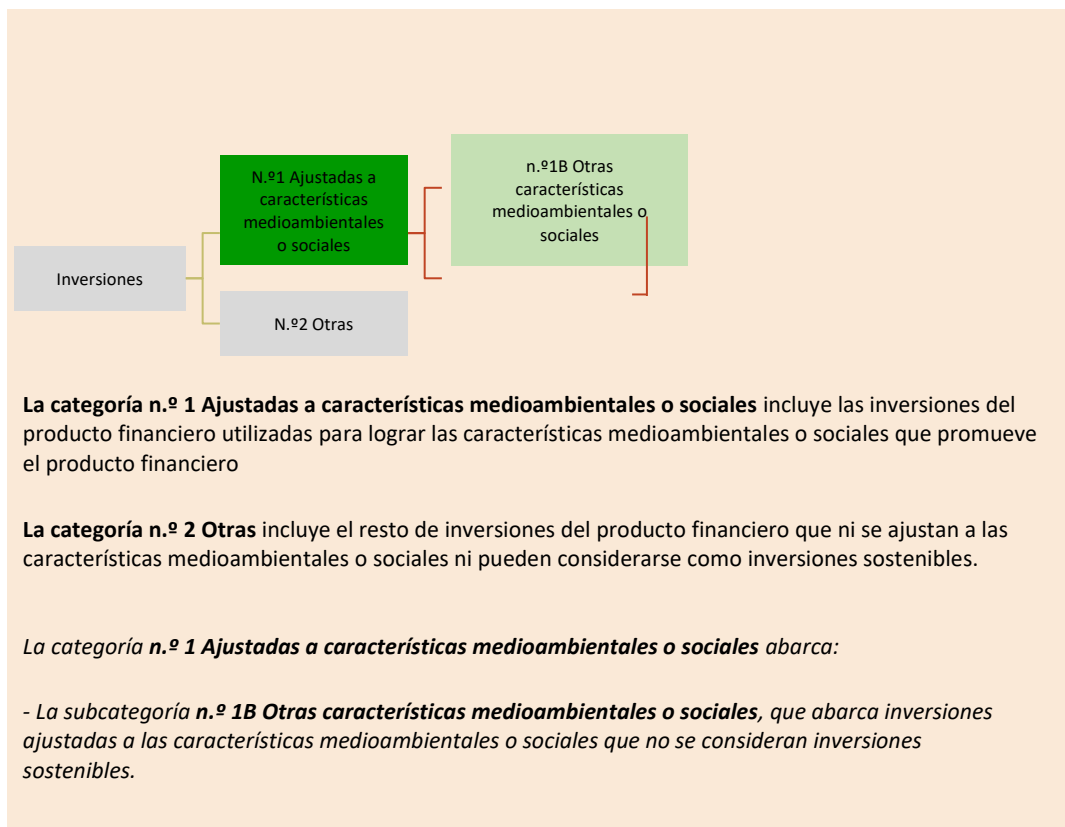 n.º1B Otras
características
medioambientales o
sociales
N.º1 Ajustadas a
características
medioambientales
o sociales
Inversiones
N.º2 Otras
La categoría n.º 1 Ajustadas a características medioambientales o sociales incluye las inversiones del
producto financiero utilizadas para lograr las características medioambientales o sociales que promueve
el producto financiero
La categoría n.º 2 Otras incluye el resto de inversiones del producto financiero que ni se ajustan a las
características medioambientales o sociales ni pueden considerarse como inversiones sostenibles.
La categoría n.º 1 Ajustadas a características medioambientales o sociales abarca:
- La subcategoría n.º 1B Otras características medioambientales o sociales, que abarca inversiones
ajustadas a las características medioambientales o sociales que no se consideran inversiones
sostenibles.